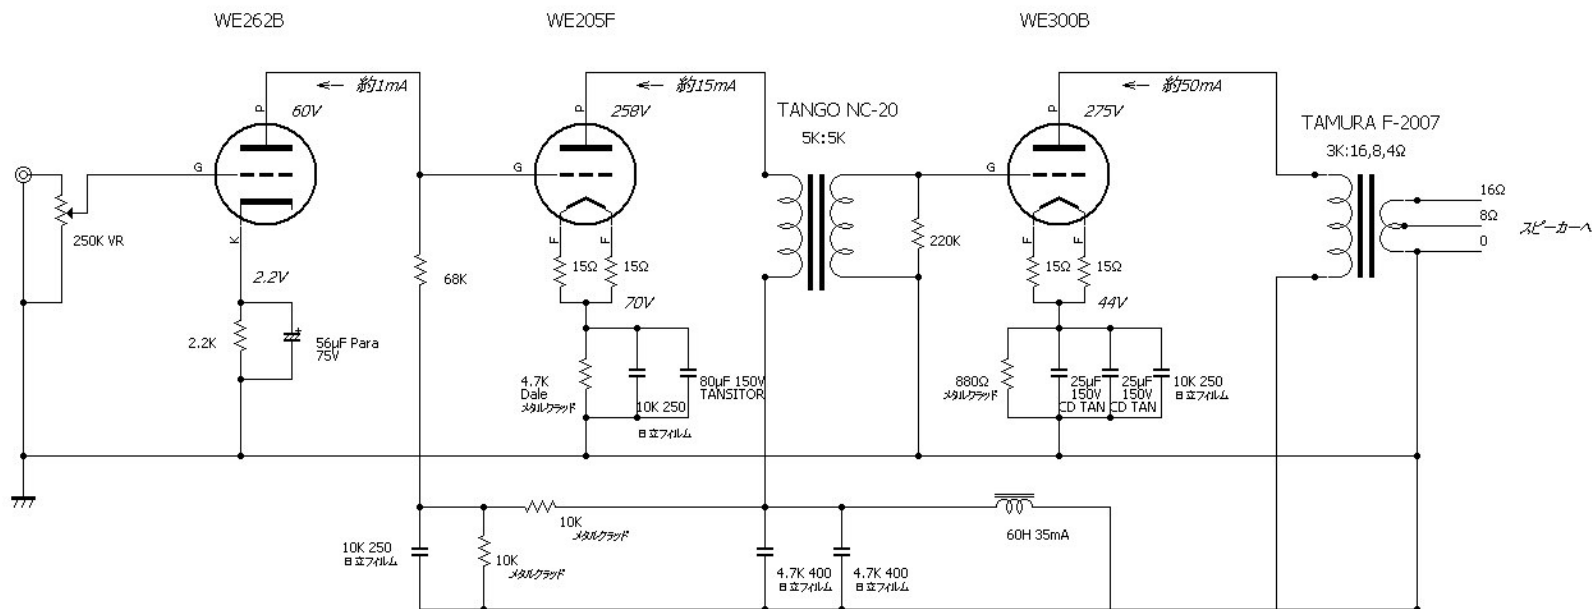 WE262B
WE205F
WE300B
← 約1mA
← 約15mA
← 約50mA
P
60V
P
258V
P
275V
TANGO NC-20
5K:5K
TAMURA F-2007
3K:16,8,4Ω
G
G
G
250K VR
K
2.2V
F
F
15Ω
15Ω
70V
F
F
15Ω
15Ω
44V
16Ω
8Ω
0
スピーカーへ
68K
220K
2.2K
+
56μF Para
75V
4.7K
Dale
メタルクラッド
10K 250
日立フィルム
80μF 150V
TANSITOR
880Ω
メタルクラッド
25μF
150V
CD TAN
25μF
150V
CD TAN
10K 250
日立フィルム
10K
メタルクラッド
60H 35mA
10K 250
日立フィルム
10K
メタルクラッド
4.7K 400
日立フィルム
4.7K 400
日立フィルム